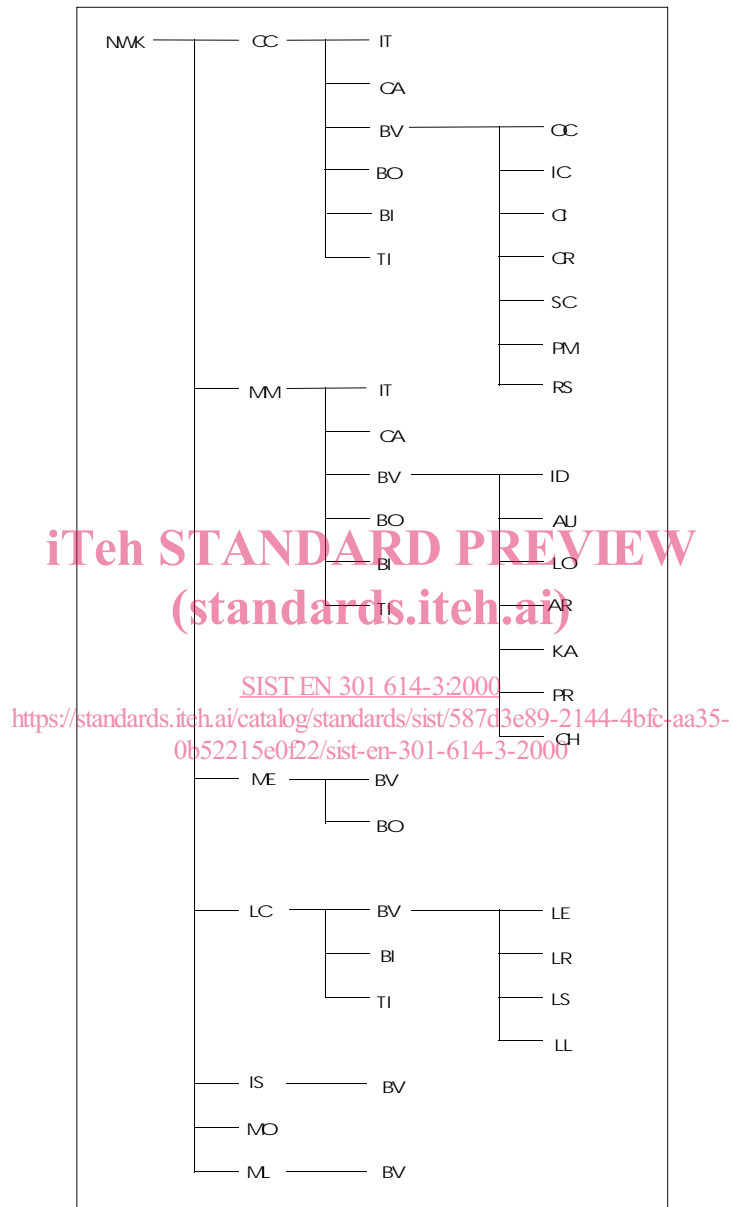 NWK CC IT
CA
BV OC
BO IC
BI CI
TI CR
SC
PM
MM IT RS
CA
BV ID
BO AU
iTeh STANDARD PREVIEW
BI LO
(standards.iteh.ai)
TI AR
KA
SIST EN 301 614-3:2000
PR
https://standards.iteh.ai/catalog/standards/sist/587d3e89-2144-4bfc-aa35-
CH
0b52215e0f22/sist-en-301-614-3-2000
ME BV
BO
LC BV LE
BI LR
TI LS
LL
IS BV
MO
ML BV